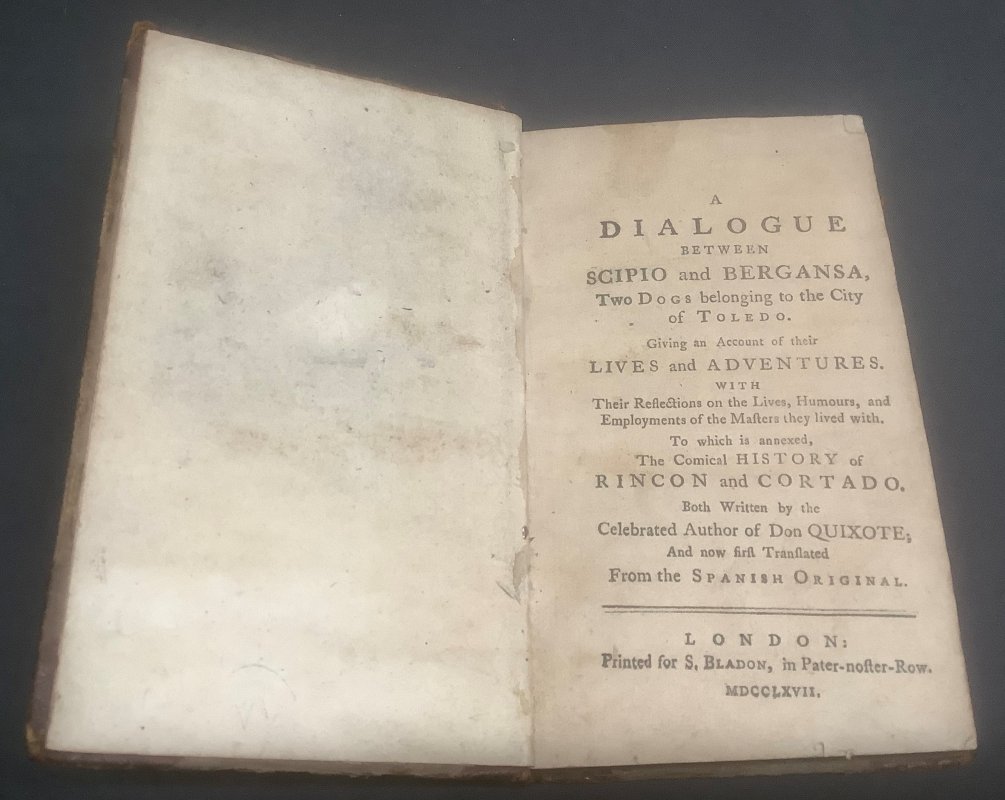 A
DIALOGUE
BETWEEN
SCIPIO and BERGANSA,
Two DOGS belonging to the City
of TOLEDO.
Giving an Account of their
LIVES and ADVENTURES.
WITH
Their Reflections on the Lives, Humours, and
Employments of the Maſters they lived with.
To which is annexed,
The Comical HISTORY of
RINCON and CORTADO.
Both Written by the
Celebrated Author of Don QUIXOTE;
And now firſt Tranſlated
From the SPANISH ORIGINAL.
LONDON:
Printed for S. BLADON, in Pater-noſter-Row.
MDCCLXVII.